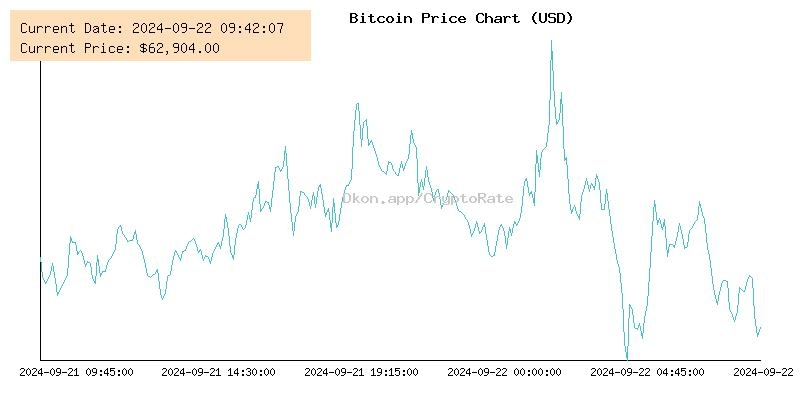 Bitcoin Price Chart (USD)
Current Date: 2024-09-22 09:42:07
Current Price: $62,904.00
Okon.app/CryptoRate
2024-09-21 09:45:00 2024-09-21 14:30:00 2024-09-21 19:15:00 2024-09-22 00:00:00 2024-09-22 04:45:00 2024-09-22